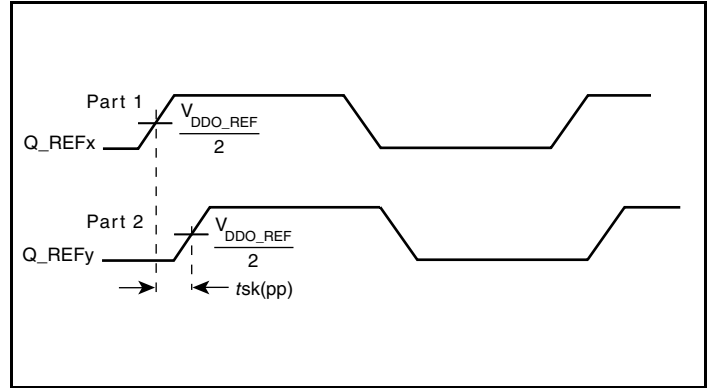 Part 1
V_DDO_REF
2
Q_REFx
Part 2
V_DDO_REF
2
Q_REFy
tsk(pp)